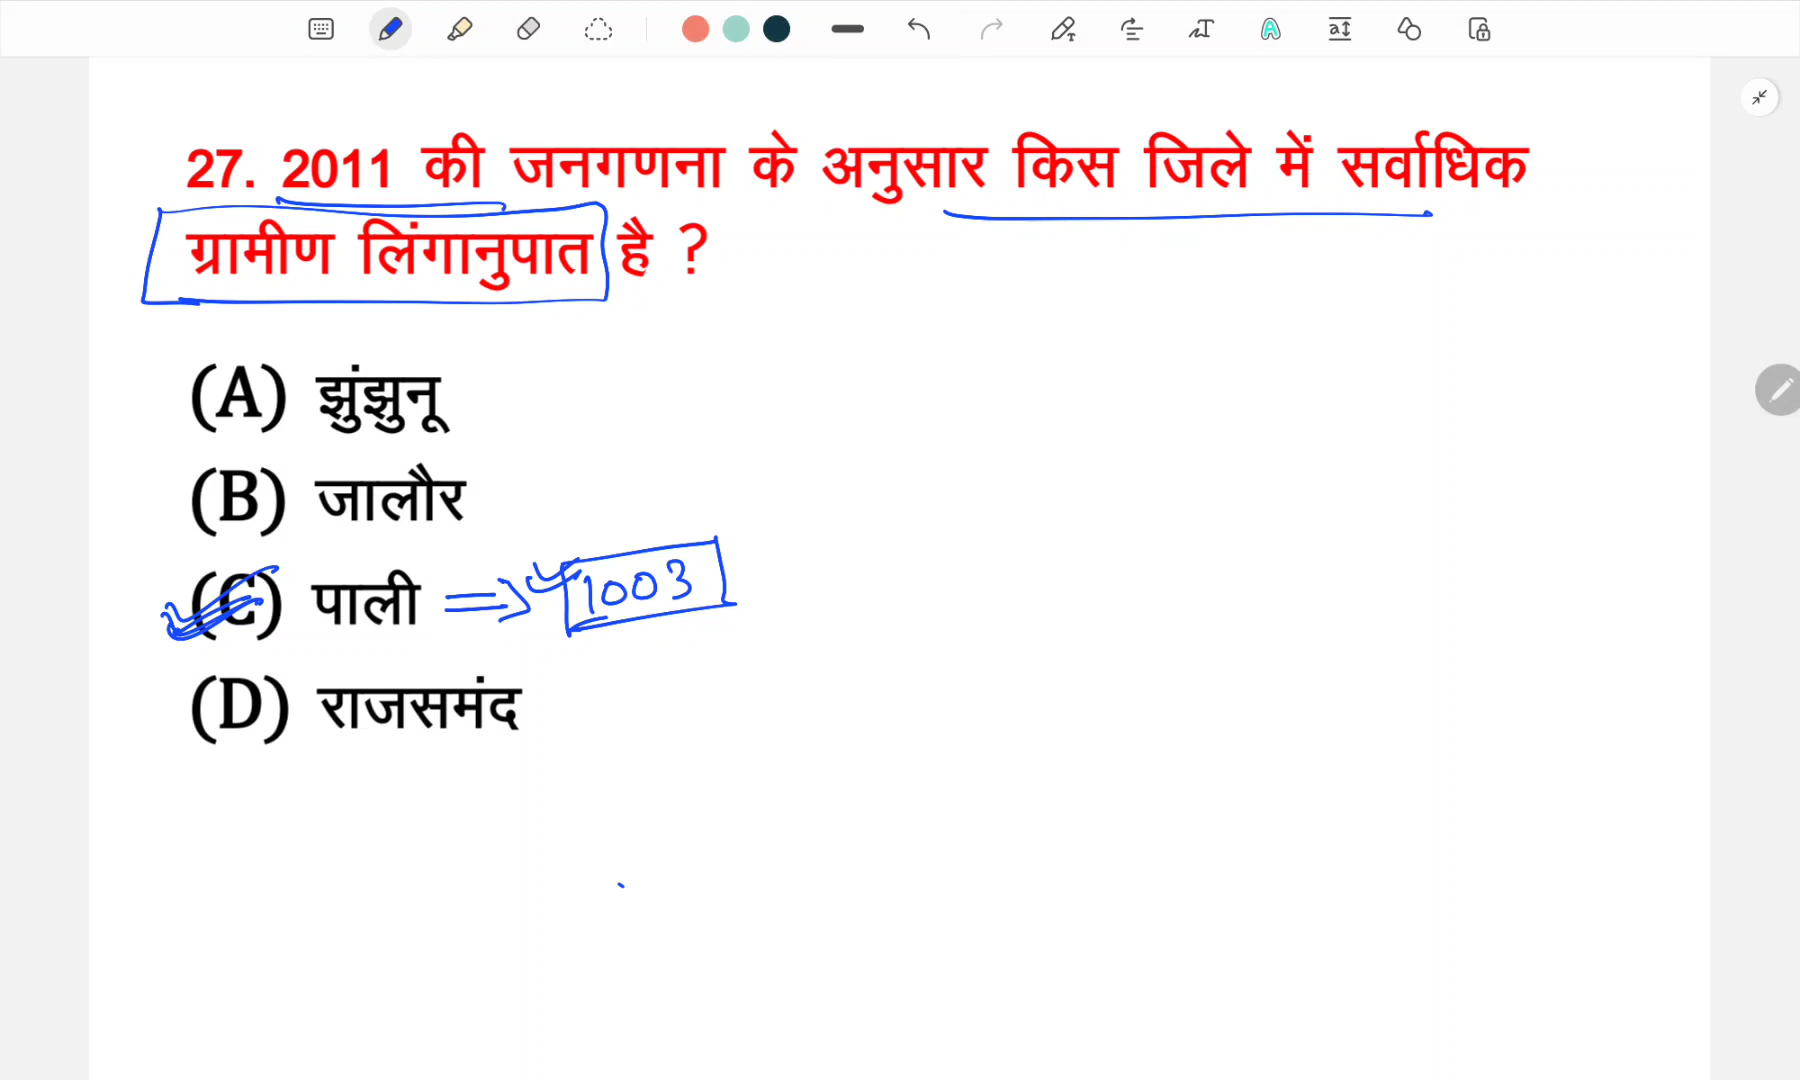 27. 2011 की जनगणना के अनुसार किस जिले में सर्वाधिक
ग्रामीण लिंगानुपात है ?
(A) झुंझुनू
(B) जालौर
(C) पाली ⇒ 1003
(D) राजसमंद